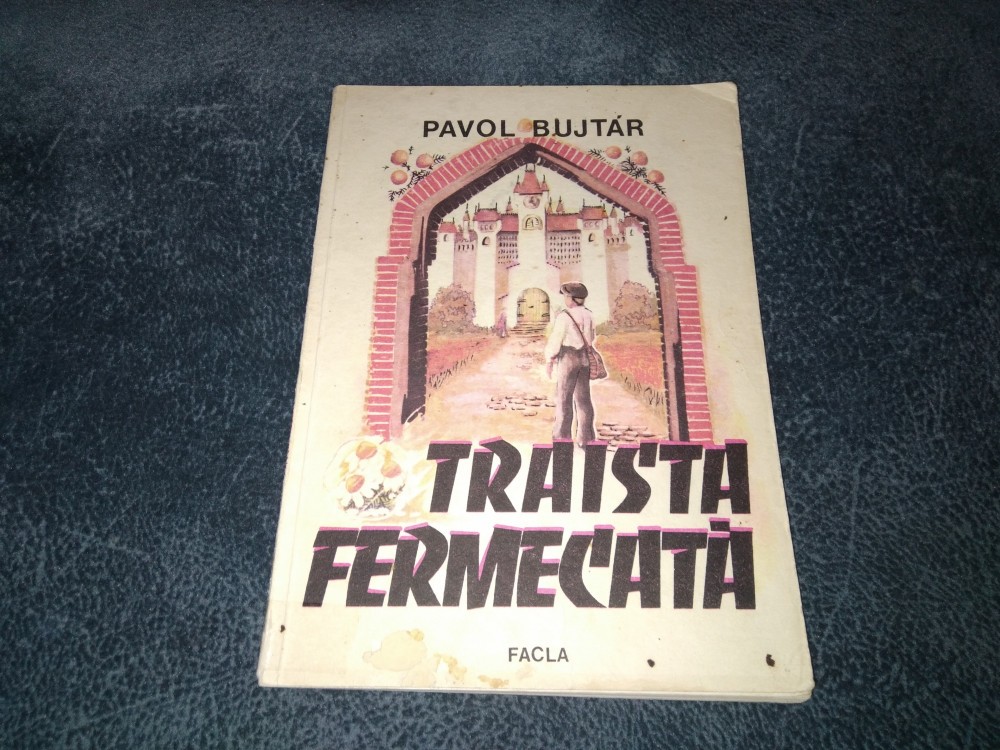 PAVOL BUJTÁR
TRAISTA
FERMECATĂ
FACLA